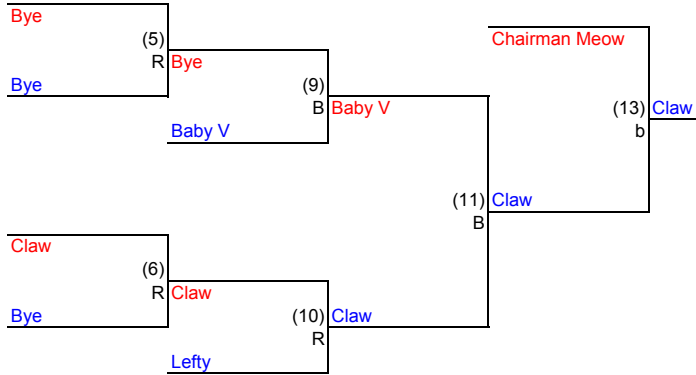 Bye
(5)
R
Bye
Bye
(9)
B
Baby V
Baby V
Chairman Meow
(13)
b
Claw
(11)
B
Claw
Claw
(6)
R
Claw
Bye
(10)
R
Claw
Lefty